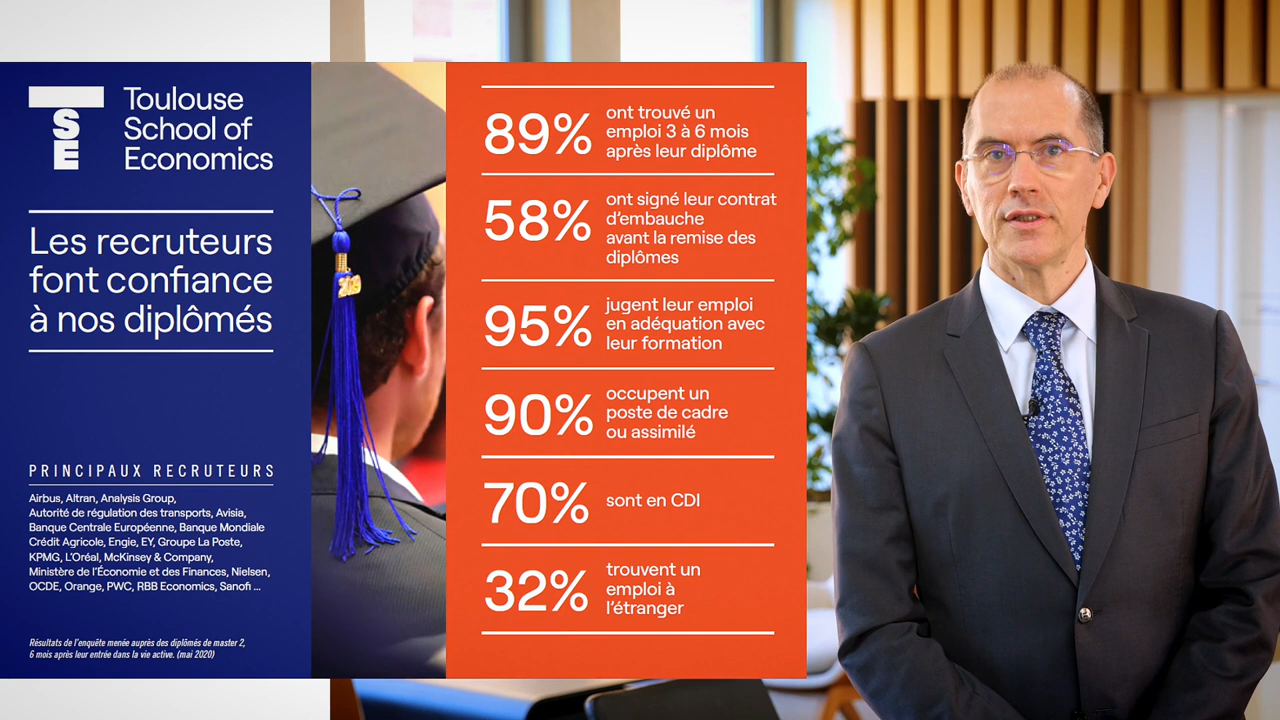 TSE
Toulouse
School of
Economics
Les recruteurs
font confiance
à nos diplômés
PRINCIPAUX RECRUTEURS
Airbus, Altran, Analysis Group,
Autorité de régulation des transports, Avisia,
Banque Centrale Européenne, Banque Mondiale
Crédit Agricole, Engie, EY, Groupe La Poste,
KPMG, L'Oréal, McKinsey & Company,
Ministère de l'Économie et des Finances, Nielsen,
OCDE, Orange, PWC, RBB Economics, Sanofi ...
Résultats de l'enquête menée auprès des diplômés de master 2,
6 mois après leur entrée dans la vie active. (mai 2020)
89%
ont trouvé un
emploi 3 à 6 mois
après leur diplôme
58%
ont signé leur contrat
d'embauche
avant la remise des
diplômes
95%
jugent leur emploi
en adéquation avec
leur formation
90%
occupent un
poste de cadre
ou assimilé
70%
sont en CDI
32%
trouvent un
emploi à
l'étranger